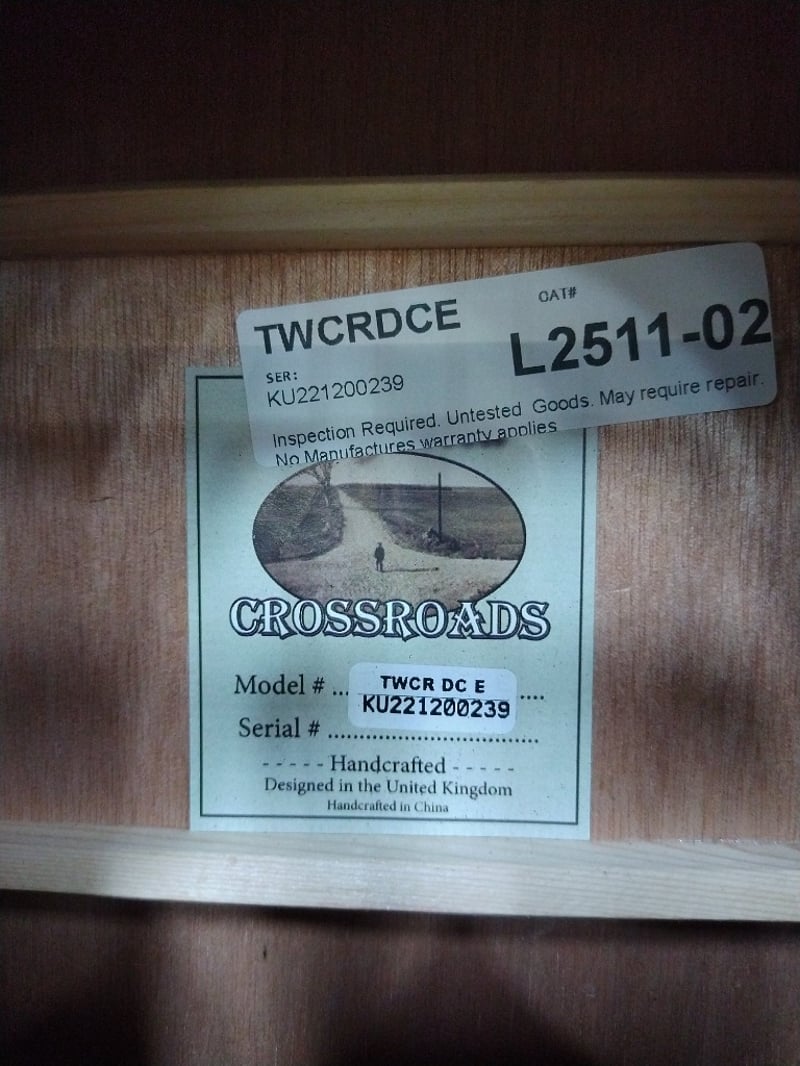 TWCRDCE
CAT#
L2511-02
SER:
KU221200239
Inspection Required. Untested Goods. May require repair.
No Manufactures warranty applies
CROSSROADS
Model # ... TWCR DC E ....
KU221200239
Serial # ..................................
- - - - - Handcrafted - - - - -
Designed in the United Kingdom
Handcrafted in China